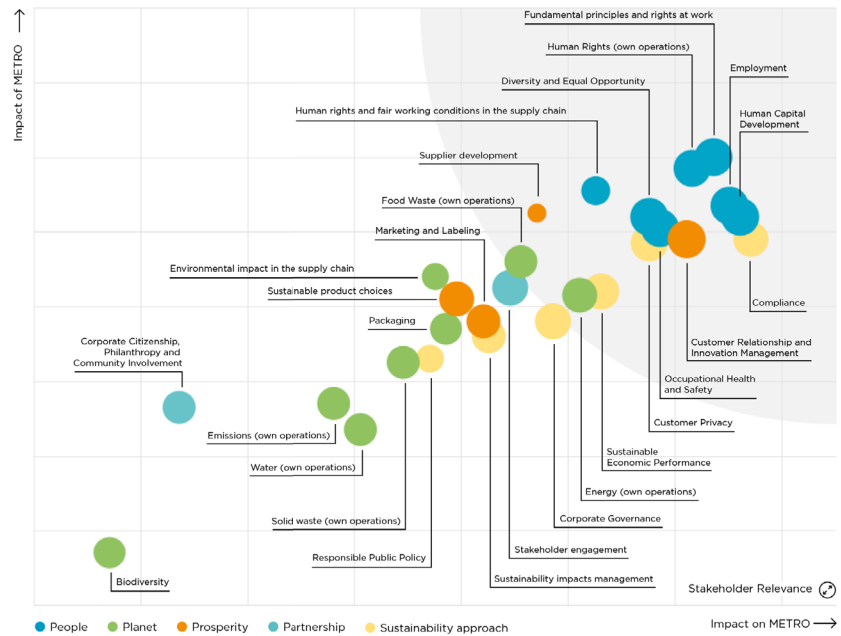 Impact of METRO
Fundamental principles and rights at work
Human Rights (own operations)
Employment
Diversity and Equal Opportunity
Human rights and fair working conditions in the supply chain
Human Capital
Development
Supplier development
Food Waste (own operations)
Marketing and Labeling
Environmental impact in the supply chain
Sustainable product choices
Compliance
Packaging
Corporate Citizenship,
Philanthropy and
Community Involvement
Customer Relationship and
Innovation Management
Occupational Health
and Safety
Customer Privacy
Emissions (own operations)
Sustainable
Economic Performance
Water (own operations)
Energy (own operations)
Solid waste (own operations)
Corporate Governance
Stakeholder engagement
Responsible Public Policy
Sustainability impacts management
Biodiversity
Stakeholder Relevance
People
Planet
Prosperity
Partnership
Sustainability approach
Impact on METRO